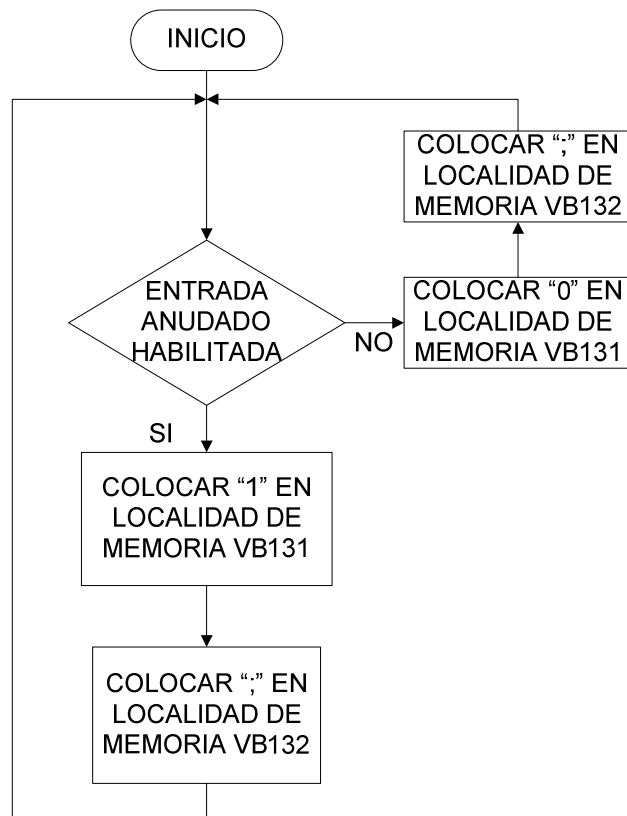 INICIO
COLOCAR “;” EN
LOCALIDAD DE
MEMORIA VB132
ENTRADA
ANUDADO
HABILITADA
NO
COLOCAR “0” EN
LOCALIDAD DE
MEMORIA VB131
SI
COLOCAR “1” EN
LOCALIDAD DE
MEMORIA VB131
COLOCAR “;” EN
LOCALIDAD DE
MEMORIA VB132